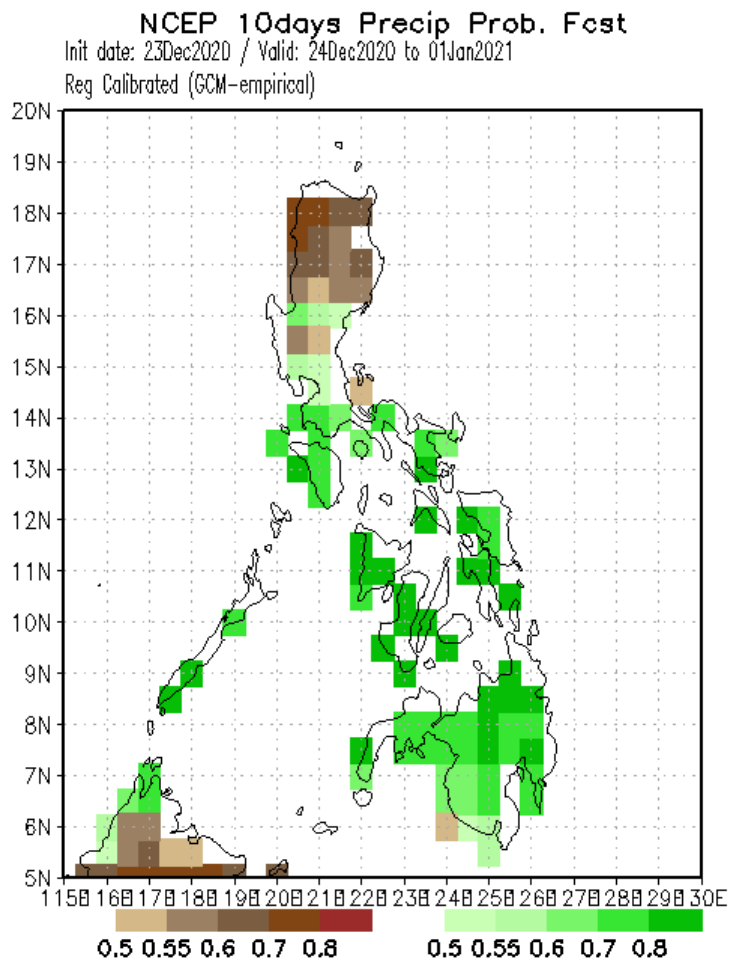 NCEP 10days Precip Prob. Fcst
Init date: 23Dec2020 / Valid: 24Dec2020 to 01Jan2021
Reg Calibrated (GCM-empirical)
20N
19N
18N
17N
16N
15N
14N
13N
12N
11N
10N
9N
8N
7N
6N
5N
115E 116E 117E 118E 119E 120E 121E 122E 123E 124E 125E 126E 127E 128E 129E 130E
0.5 0.55 0.6 0.7 0.8 0.5 0.55 0.6 0.7 0.8